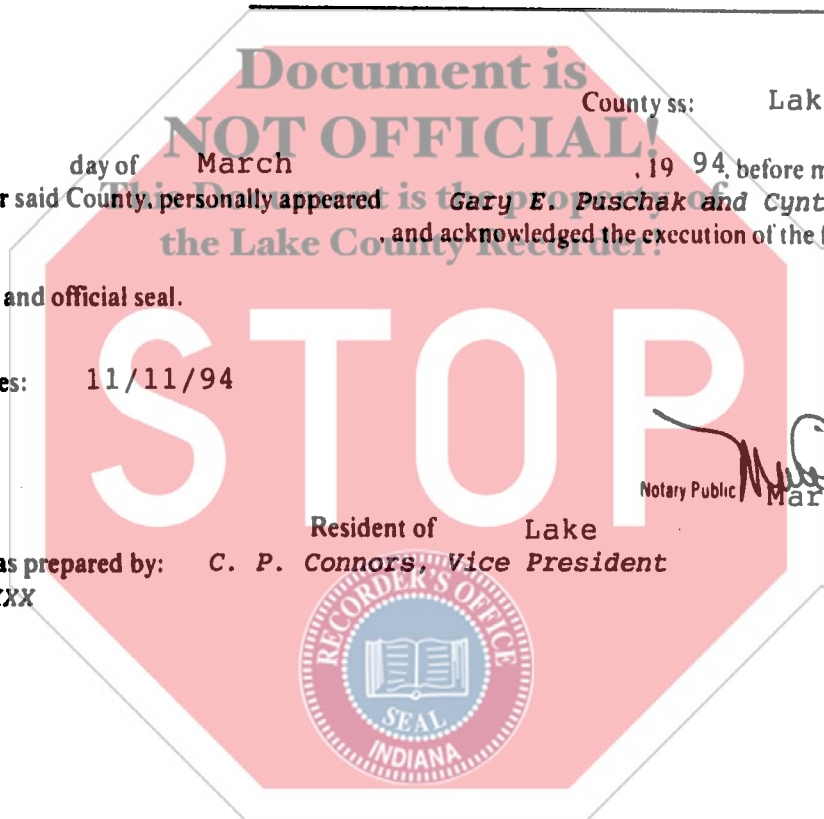 Document is
County ss: Lak
NOT OFFICIAL!
day of March , 19 94, before m
r said County, personally appeared Gary E. Puschak and Cynt
This Document is the property of
, and acknowledged the execution of the f
the Lake County Recorder!
and official seal.
STOP
es: 11/11/94
Notary Public
Mar
Resident of Lake
as prepared by: C. P. Connors, Vice President
XX
RECORDER'S OFFICE
SEAL
INDIANA